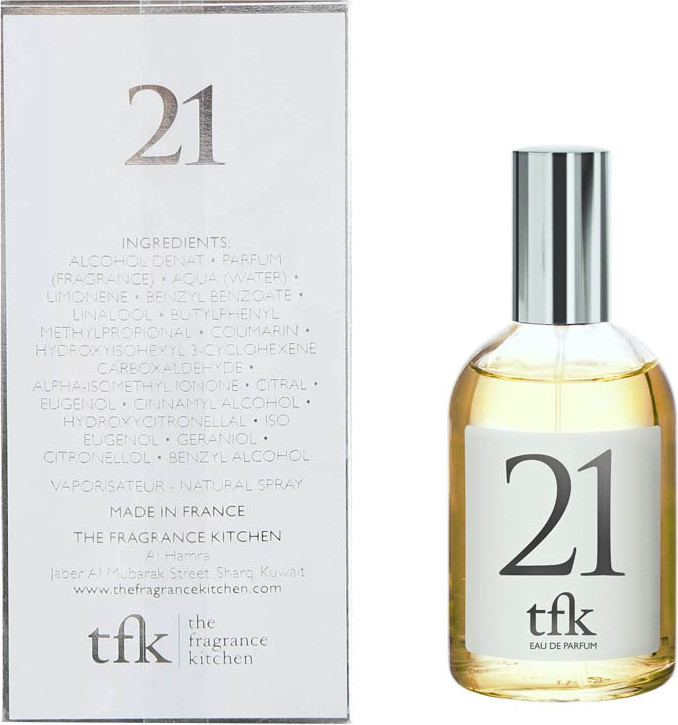 21
INGREDIENTS:
ALCOHOL DENAT • PARFUM
(FRAGRANCE) • AQUA (WATER) •
LIMONENE • BENZYL BENZOATE •
LINALOOL • BUTYLPHENYL
METHYLPROPIONAL • COUMARIN •
HYDROXYISOHEXYL 3-CYCLOHEXENE
CARBOXALDEHYDE •
ALPHA-ISOMETHYL IONONE • CITRAL •
EUGENOL • CINNAMYL ALCOHOL •
HYDROXYCITRONELLAL • ISO
EUGENOL • GERANIOL •
CITRONELLOL • BENZYL ALCOHOL
VAPORISATEUR - NATURAL SPRAY
MADE IN FRANCE
THE FRAGRANCE KITCHEN
Al Hamra
Jaber Al Mubarak Street Sharq, Kuwait
www.thefragrancekitchen.com
tfk
the
fragrance
kitchen
21
tfk
EAU DE PARFUM